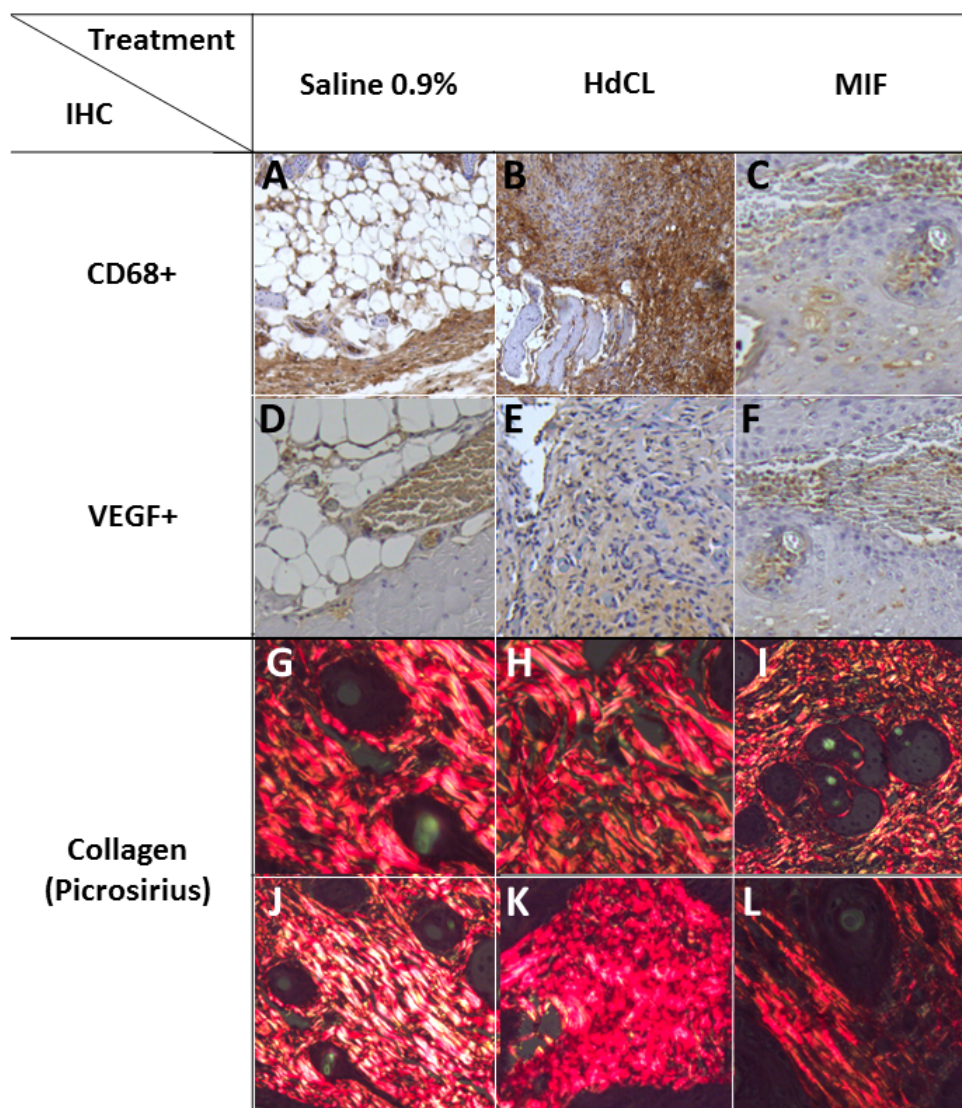 Treatment
IHC
Saline 0.9%
HdCL
MIF
CD68+
A
B
C
VEGF+
D
E
F
Collagen
(Picrosirius)
G
H
I
J
K
L